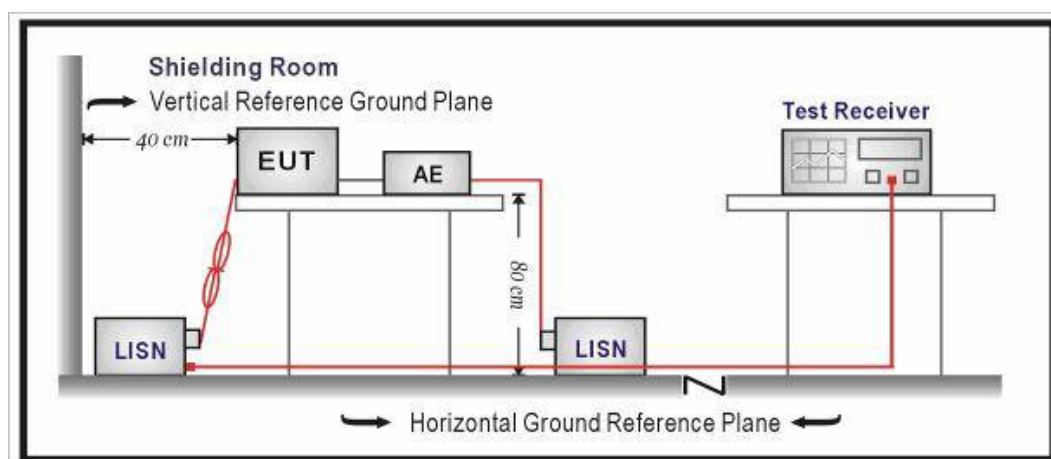 Shielding Room
Vertical Reference Ground Plane
40 cm
EUT
AE
Test Receiver
80 cm
LISN
LISN
Horizontal Ground Reference Plane